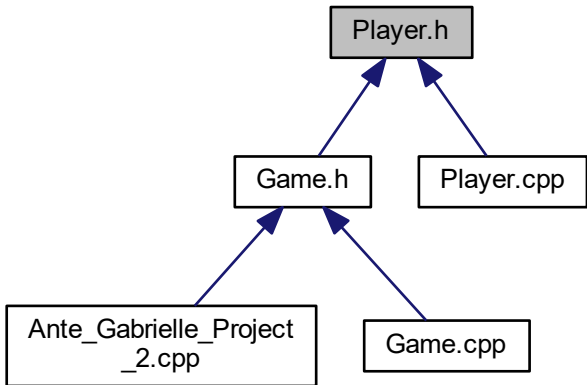 Player.h
Game.h
Player.cpp
Ante_Gabrielle_Project
_2.cpp
Game.cpp